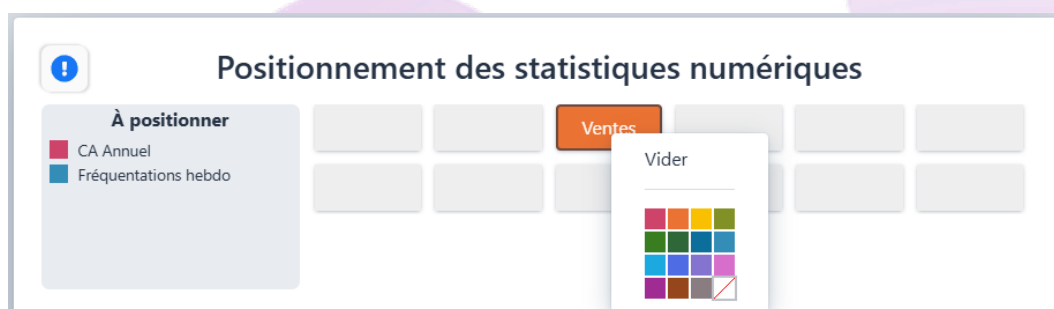 Positionnement des statistiques numériques
À positionner
CA Annuel
Fréquentations hebdo
Ventes
Vider